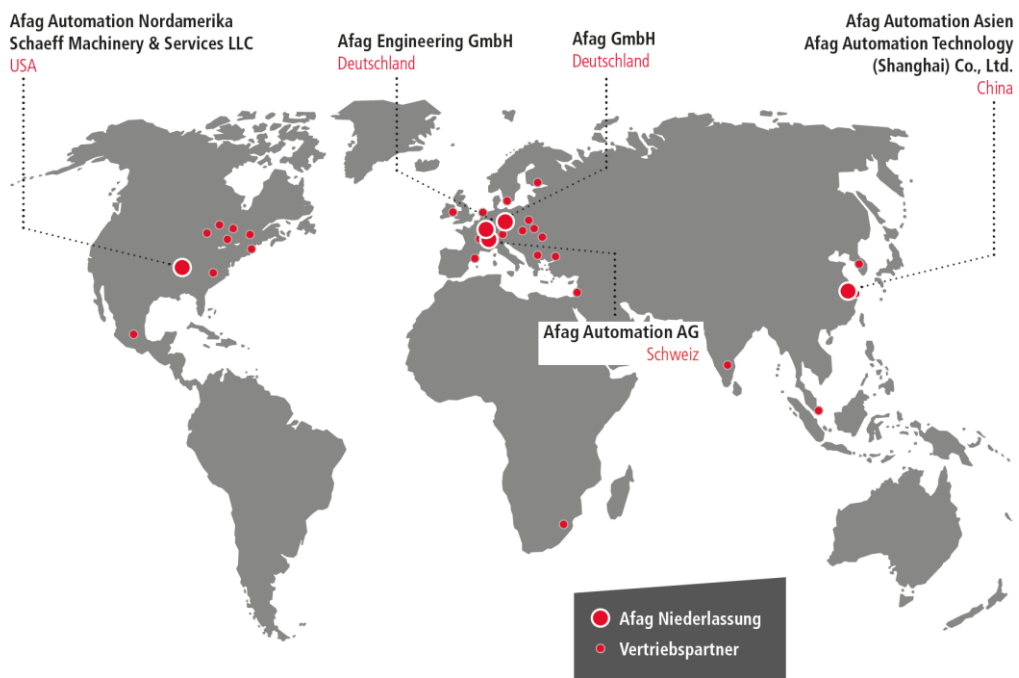 Afag Automation Nordamerika
Schaeff Machinery & Services LLC
USA
Afag Engineering GmbH
Deutschland
Afag GmbH
Deutschland
Afag Automation Asien
Afag Automation Technology
(Shanghai) Co., Ltd.
China
Afag Automation AG
Schweiz
Afag Niederlassung
Vertriebspartner